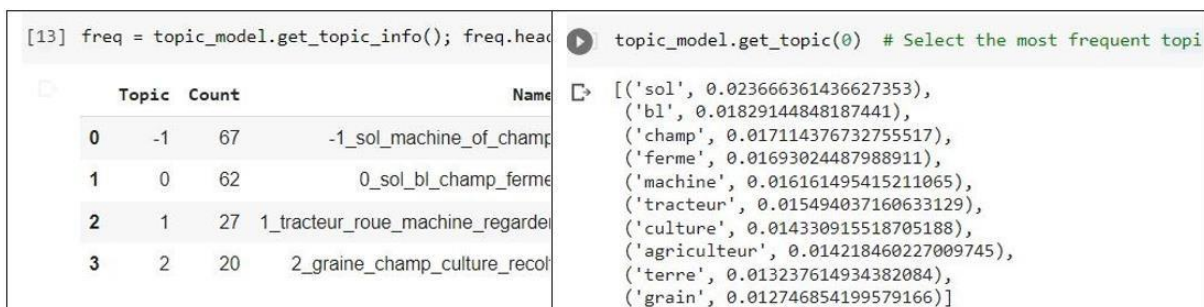 [13] freq = topic_model.get_topic_info(); freq.head
Topic Count Name
0 -1 67 -1_sol_machine_of_champ
1 0 62 0_sol_bl_champ_ferme
2 1 27 1_tracteur_roue_machine_regarder
3 2 20 2_graine_champ_culture_recolt
topic_model.get_topic(0) # Select the most frequent topi
[('sol', 0.023666361436627353),
('bl', 0.01829144848187441),
('champ', 0.017114376732755517),
('ferme', 0.01693024487988911),
('machine', 0.016161495415211065),
('tracteur', 0.015494037160633129),
('culture', 0.014330915518705188),
('agriculteur', 0.014218460227009745),
('terre', 0.013237614934382084),
('grain', 0.012746854199579166)]